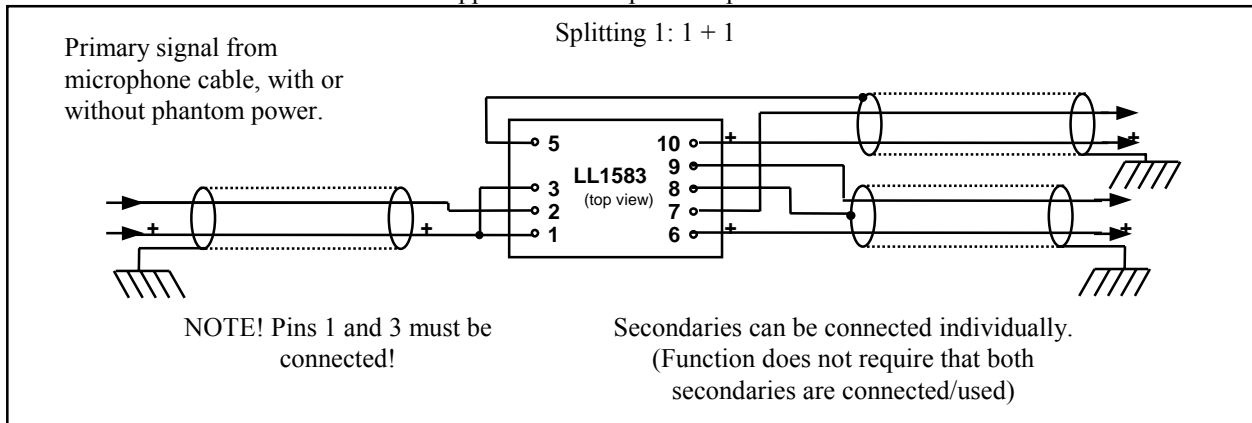 Splitting 1: 1 + 1
Primary signal from
microphone cable, with or
without phantom power.
5
10
+
9
LL1583
3
8
(top view)
2
7
1
6
+
+
+
+
+
NOTE! Pins 1 and 3 must be
connected!
Secondaries can be connected individually.
(Function does not require that both
secondaries are connected/used)